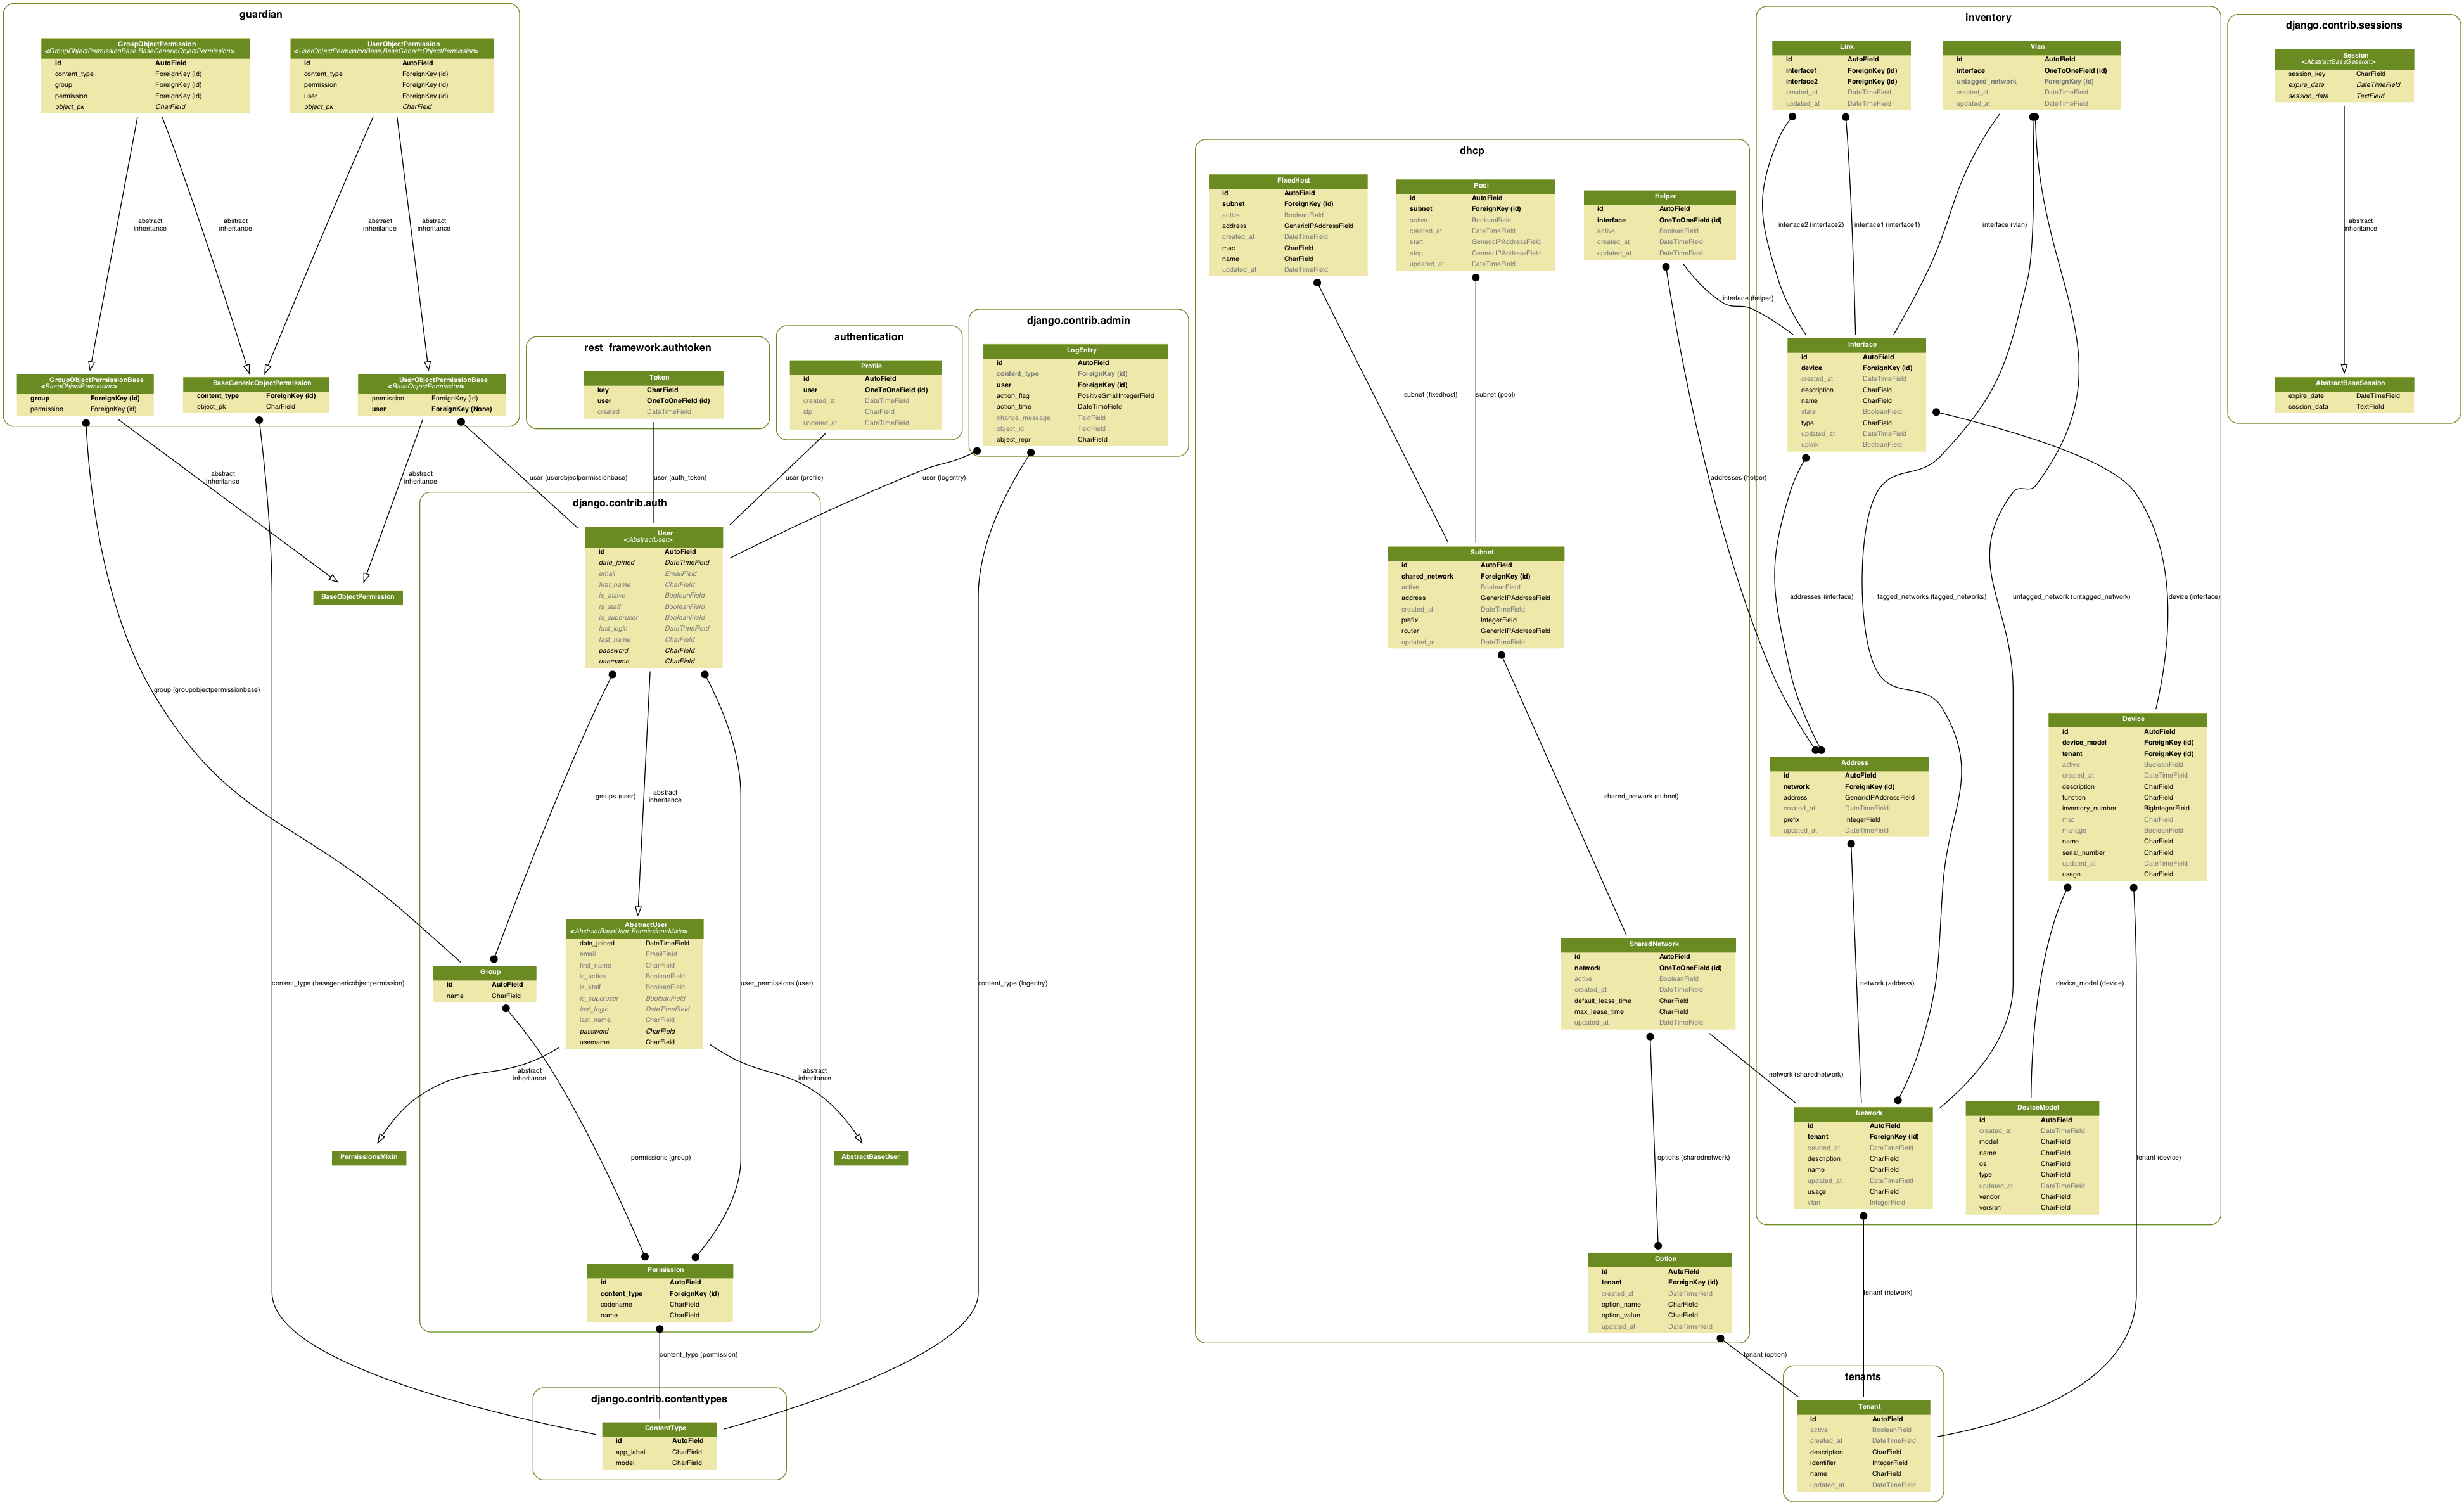 guardian
GroupObjectPermission
<GroupObjectPermissionBase,BaseGenericObjectPermission>
id AutoField
content_type ForeignKey (id)
group ForeignKey (id)
permission ForeignKey (id)
object_pk CharField
UserObjectPermission
<UserObjectPermissionBase,BaseGenericObjectPermission>
id AutoField
content_type ForeignKey (id)
permission ForeignKey (id)
user ForeignKey (id)
object_pk CharField
abstract
inheritance
abstract
inheritance
abstract
inheritance
abstract
inheritance
GroupObjectPermissionBase
<BaseObjectPermission>
group ForeignKey (id)
permission ForeignKey (id)
BaseGenericObjectPermission
content_type ForeignKey (id)
object_pk CharField
UserObjectPermissionBase
<BaseObjectPermission>
permission ForeignKey (id)
user ForeignKey (None)
rest_framework.authtoken
Token
key CharField
user OneToOneField (id)
created DateTimeField
authentication
Profile
id AutoField
user OneToOneField (id)
created_at DateTimeField
idp CharField
updated_at DateTimeField
django.contrib.admin
LogEntry
id AutoField
content_type ForeignKey (id)
user ForeignKey (id)
action_flag PositiveSmallIntegerField
action_time DateTimeField
change_message TextField
object_id TextField
object_repr CharField
abstract
inheritance
abstract
inheritance
user (userobjectpermissionbase)
user (auth_token)
user (profile)
user (logentry)
BaseObjectPermission
django.contrib.auth
User
<AbstractUser>
id AutoField
date_joined DateTimeField
email EmailField
first_name CharField
is_active BooleanField
is_staff BooleanField
is_superuser BooleanField
last_login DateTimeField
last_name CharField
password CharField
username CharField
group (groupobjectpermissionbase)
groups (user)
abstract
inheritance
AbstractUser
<AbstractBaseUser,PermissionsMixin>
date_joined DateTimeField
email EmailField
first_name CharField
is_active BooleanField
is_staff BooleanField
is_superuser BooleanField
last_login DateTimeField
last_name CharField
password CharField
username CharField
Group
id AutoField
name CharField
content_type (basegenericobjectpermission)
user_permissions (user)
content_type (logentry)
abstract
inheritance
abstract
inheritance
PermissionsMixin
permissions (group)
AbstractBaseUser
Permission
id AutoField
content_type ForeignKey (id)
codename CharField
name CharField
content_type (permission)
django.contrib.contenttypes
ContentType
id AutoField
app_label CharField
model CharField
dhcp
FixedHost
id AutoField
subnet ForeignKey (id)
active BooleanField
address GenericIPAddressField
created_at DateTimeField
mac CharField
name CharField
updated_at DateTimeField
Pool
id AutoField
subnet ForeignKey (id)
active BooleanField
created_at DateTimeField
start GenericIPAddressField
stop GenericIPAddressField
updated_at DateTimeField
Helper
id AutoField
interface OneToOneField (id)
active BooleanField
created_at DateTimeField
updated_at DateTimeField
interface (helper)
subnet (fixedhost)
subnet (pool)
addresses (helper)
Subnet
id AutoField
shared_network ForeignKey (id)
active BooleanField
address GenericIPAddressField
created_at DateTimeField
prefix IntegerField
router GenericIPAddressField
updated_at DateTimeField
shared_network (subnet)
SharedNetwork
id AutoField
network OneToOneField (id)
active BooleanField
created_at DateTimeField
default_lease_time CharField
max_lease_time CharField
updated_at DateTimeField
network (sharednetwork)
options (sharednetwork)
Option
id AutoField
tenant ForeignKey (id)
created_at DateTimeField
option_name CharField
option_value CharField
updated_at DateTimeField
tenant (option)
inventory
Link
id AutoField
interface1 ForeignKey (id)
interface2 ForeignKey (id)
created_at DateTimeField
updated_at DateTimeField
Vlan
id AutoField
interface OneToOneField (id)
untagged_network ForeignKey (id)
created_at DateTimeField
updated_at DateTimeField
interface2 (interface2)
interface1 (interface1)
interface (vlan)
Interface
id AutoField
device ForeignKey (id)
created_at DateTimeField
description CharField
name CharField
state BooleanField
type CharField
updated_at DateTimeField
uplink BooleanField
addresses (interface)
tagged_networks (tagged_networks)
untagged_network (untagged_network)
device (interface)
Address
id AutoField
network ForeignKey (id)
address GenericIPAddressField
created_at DateTimeField
prefix IntegerField
updated_at DateTimeField
Device
id AutoField
device_model ForeignKey (id)
tenant ForeignKey (id)
active BooleanField
created_at DateTimeField
description CharField
function CharField
inventory_number BigIntegerField
mac CharField
manage BooleanField
name CharField
serial_number CharField
updated_at DateTimeField
usage CharField
network (address)
device_model (device)
Network
id AutoField
tenant ForeignKey (id)
created_at DateTimeField
description CharField
name CharField
updated_at DateTimeField
usage CharField
vlan IntegerField
DeviceModel
id AutoField
created_at DateTimeField
model CharField
name CharField
os CharField
type CharField
updated_at DateTimeField
vendor CharField
version CharField
tenant (device)
tenant (network)
tenants
Tenant
id AutoField
active BooleanField
created_at DateTimeField
description CharField
identifier IntegerField
name CharField
updated_at DateTimeField
django.contrib.sessions
Session
<AbstractBaseSession>
session_key CharField
expire_date DateTimeField
session_data TextField
abstract
inheritance
AbstractBaseSession
expire_date DateTimeField
session_data TextField